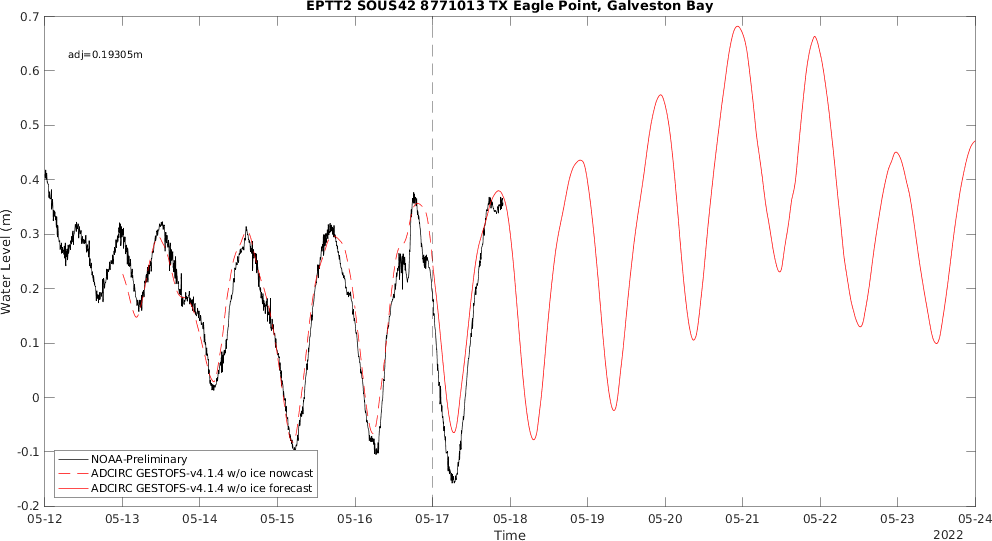 EPTT2 SOUS42 8771013 TX Eagle Point, Galveston Bay
0.7
adj=0.19305m
0.6
0.5
0.4
0.3
0.2
0.1
0
-0.1
-0.2
Water Level (m)
NOAA-Preliminary
ADCIRC GESTOFS-v4.1.4 w/o ice nowcast
ADCIRC GESTOFS-v4.1.4 w/o ice forecast
05-12 05-13 05-14 05-15 05-16 05-17 05-18 05-19 05-20 05-21 05-22 05-23 05-24
Time
2022